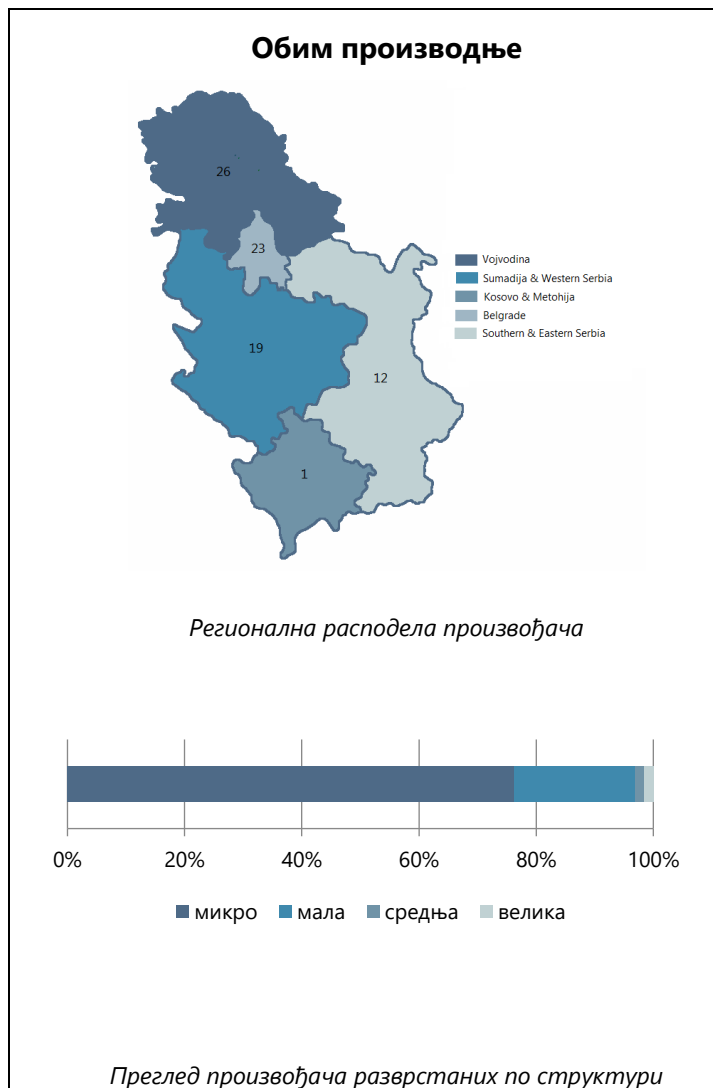 Обим производње
26
23
19
12
1
Vojvodina
Sumadija & Western Serbia
Kosovo & Metohija
Belgrade
Southern & Eastern Serbia
Регионална расподела произвођача
0% 20% 40% 60% 80% 100%
микро мала средња велика
Преглед произвођача разврстаних по структури